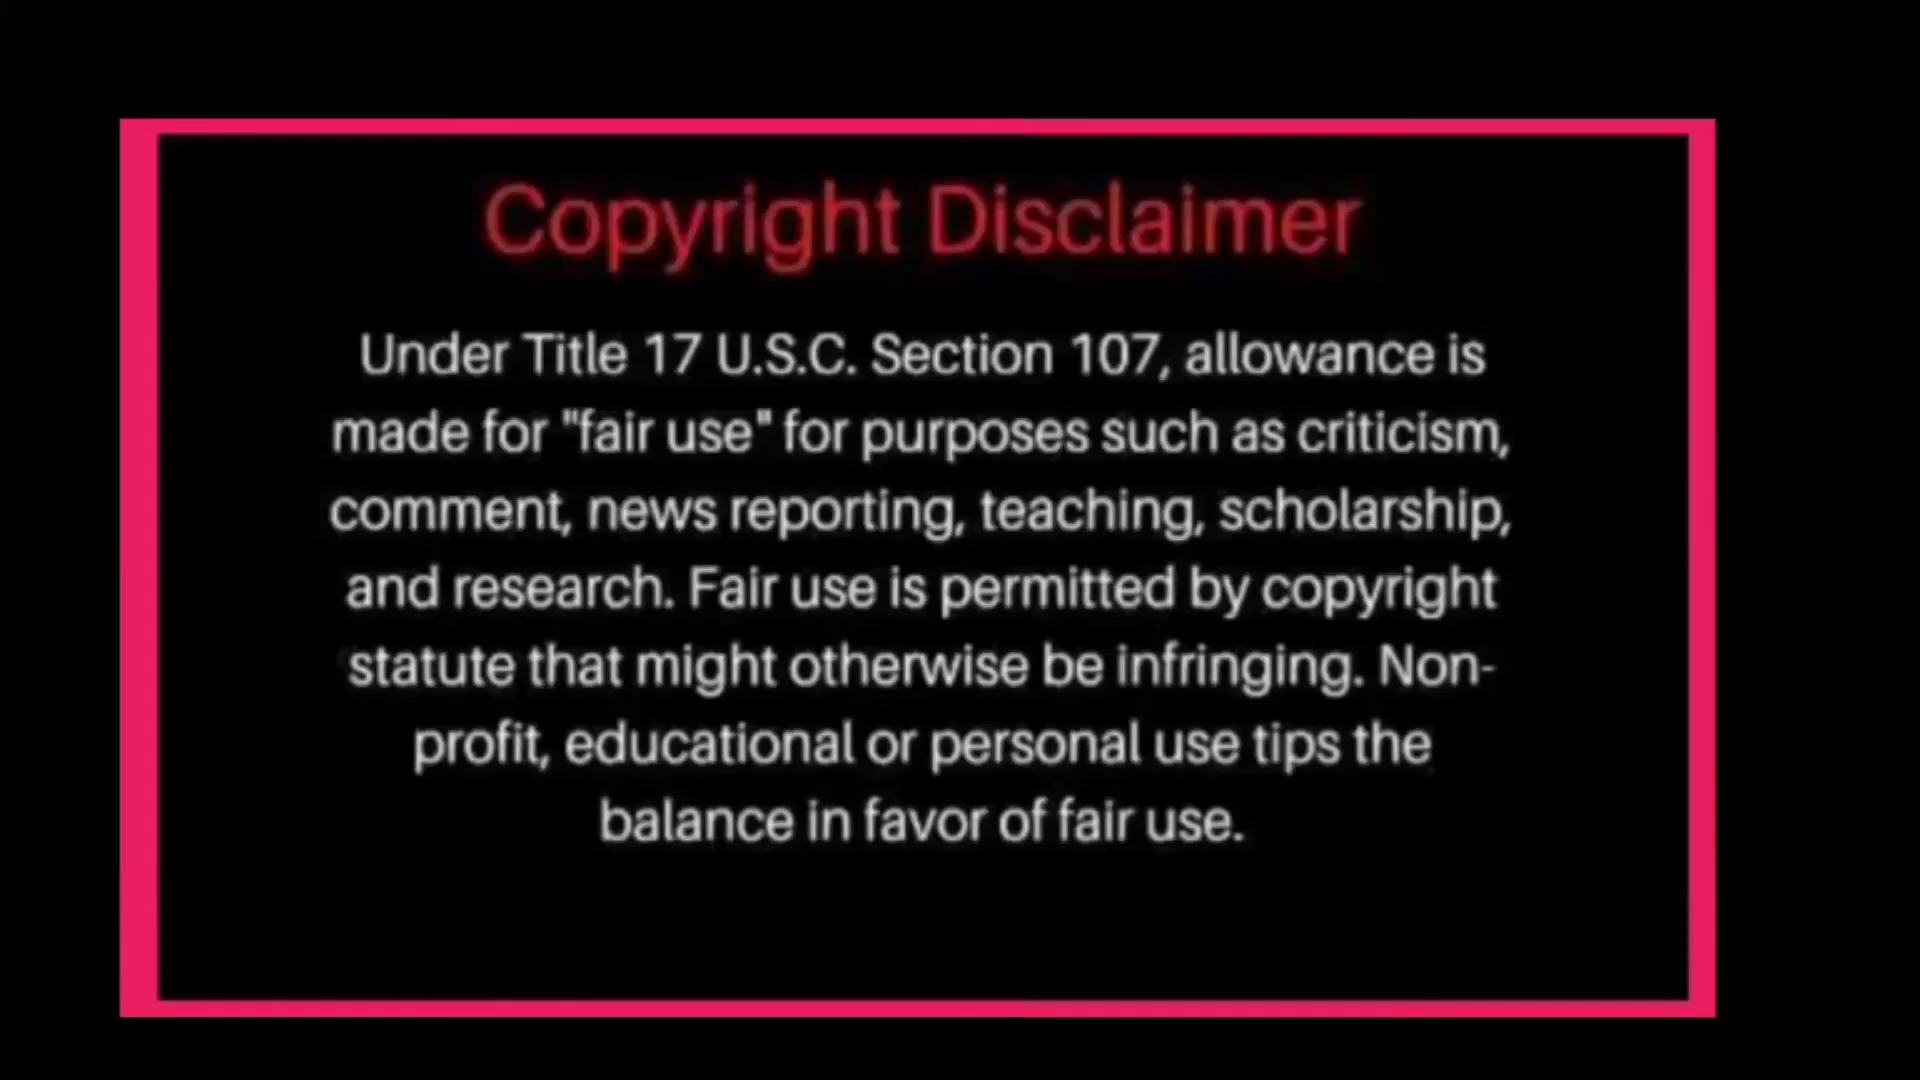 Copyright Disclaimer
Under Title 17 U.S.C. Section 107, allowance is
made for "fair use" for purposes such as criticism,
comment, news reporting, teaching, scholarship,
and research. Fair use is permitted by copyright
statute that might otherwise be infringing. Non-
profit, educational or personal use tips the
balance in favor of fair use.